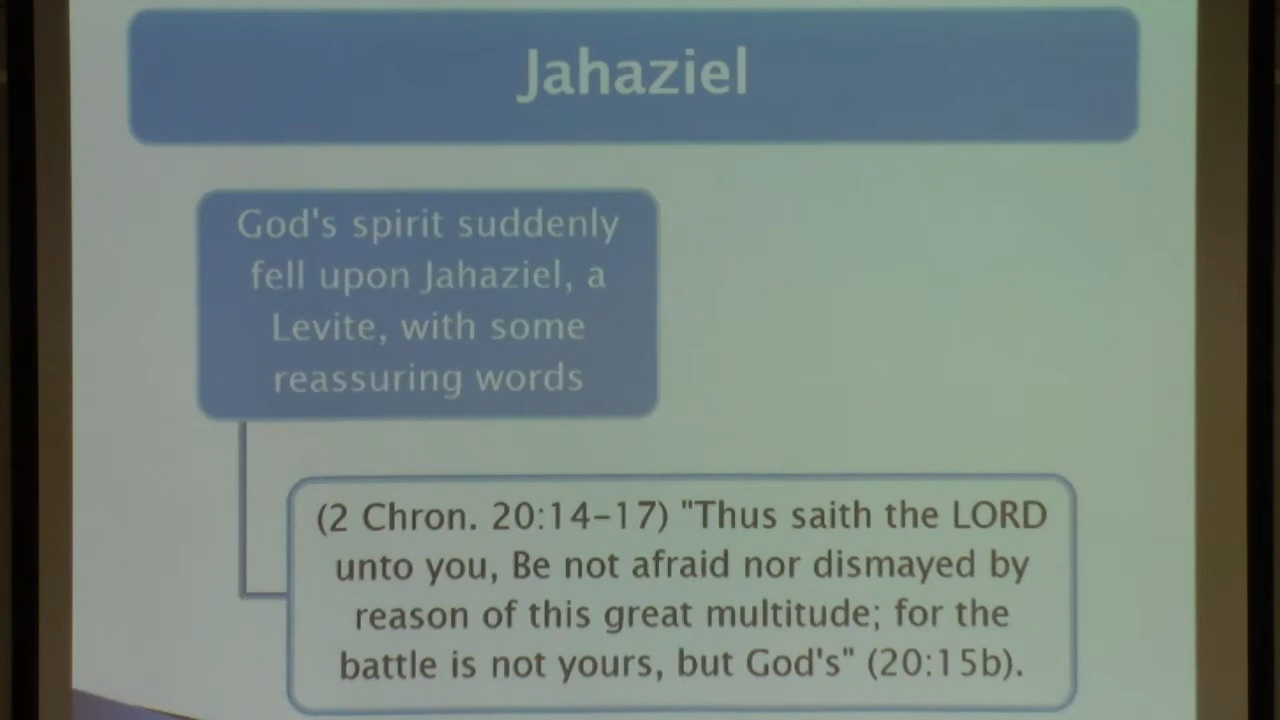 Jahaziel
God's spirit suddenly
fell upon Jahaziel, a
Levite, with some
reassuring words
(2 Chron. 20:14-17) "Thus saith the LORD
unto you, Be not afraid nor dismayed by
reason of this great multitude; for the
battle is not yours, but God's" (20:15b).